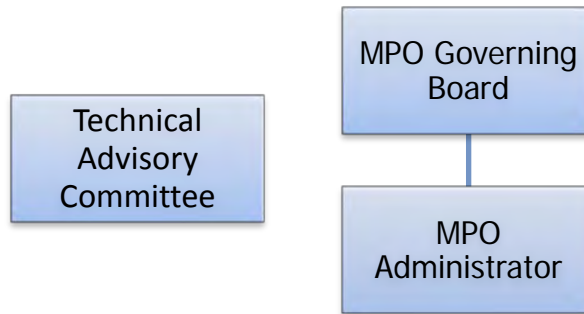 MPO Governing
Board
Technical
Advisory
Committee
MPO
Administrator